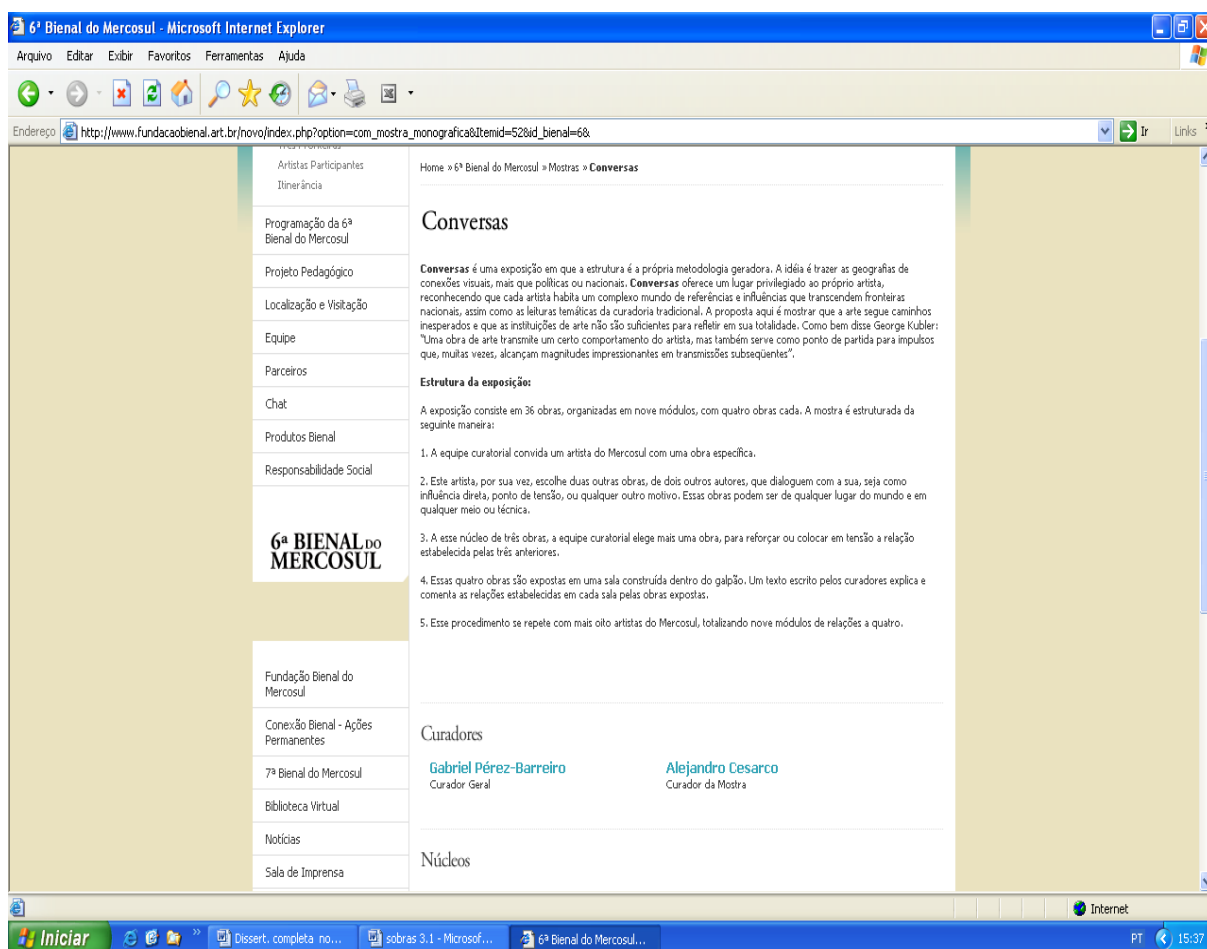 6ª Bienal do Mercosul - Microsoft Internet Explorer
Arquivo Editar Exibir Favoritos Ferramentas Ajuda
Endereço http://www.fundacaobienal.art.br/novo/index.php?option=com_mostra_monografica&Itemid=52&id_bienal=6& Ir Links
Artistas Participantes
Itinerância
Programação da 6ª
Bienal do Mercosul
Projeto Pedagógico
Localização e Visitação
Equipe
Parceiros
Chat
Produtos Bienal
Responsabilidade Social
6ª BIENAL DO
MERCOSUL
Fundação Bienal do
Mercosul
Conexão Bienal - Ações
Permanentes
7ª Bienal do Mercosul
Biblioteca Virtual
Notícias
Sala de Imprensa
Home » 6ª Bienal do Mercosul » Mostras » Conversas
Conversas
Conversas é uma exposição em que a estrutura é a própria metodologia geradora. A idéia é trazer as geografias de
conexões visuais, mais que políticas ou nacionais. Conversas oferece um lugar privilegiado ao próprio artista,
reconhecendo que cada artista habita um complexo mundo de referências e influências que transcendem fronteiras
nacionais, assim como as leituras temáticas da curadoria tradicional. A proposta aqui é mostrar que a arte segue caminhos
inesperados e que as instituições de arte não são suficientes para refletir em sua totalidade. Como bem disse George Kubler:
"Uma obra de arte transmite um certo comportamento do artista, mas também serve como ponto de partida para impulsos
que, muitas vezes, alcançam magnitudes impressionantes em transmissões subseqüentes".
Estrutura da exposição:
A exposição consiste em 36 obras, organizadas em nove módulos, com quatro obras cada. A mostra é estruturada da
seguinte maneira:
1. A equipe curatorial convida um artista do Mercosul com uma obra específica.
2. Este artista, por sua vez, escolhe duas outras obras, de dois outros autores, que dialoguem com a sua, seja como
influência direta, ponto de tensão, ou qualquer outro motivo. Essas obras podem ser de qualquer lugar do mundo e em
qualquer meio ou técnica.
3. A esse núcleo de três obras, a equipe curatorial elege mais uma obra, para reforçar ou colocar em tensão a relação
estabelecida pelas três anteriores.
4. Essas quatro obras são expostas em uma sala construída dentro do galpão. Um texto escrito pelos curadores explica e
comenta as relações estabelecidas em cada sala pelas obras expostas.
5. Esse procedimento se repete com mais oito artistas do Mercosul, totalizando nove módulos de relações a quatro.
Curadores
Gabriel Pérez-Barreiro Alejandro Cesarco
Curador Geral Curador da Mostra
Núcleos
Internet
Iniciar Dissert. completa no... sobras 3.1 - Microsof... 6ª Bienal do Mercosul... PT 15:37